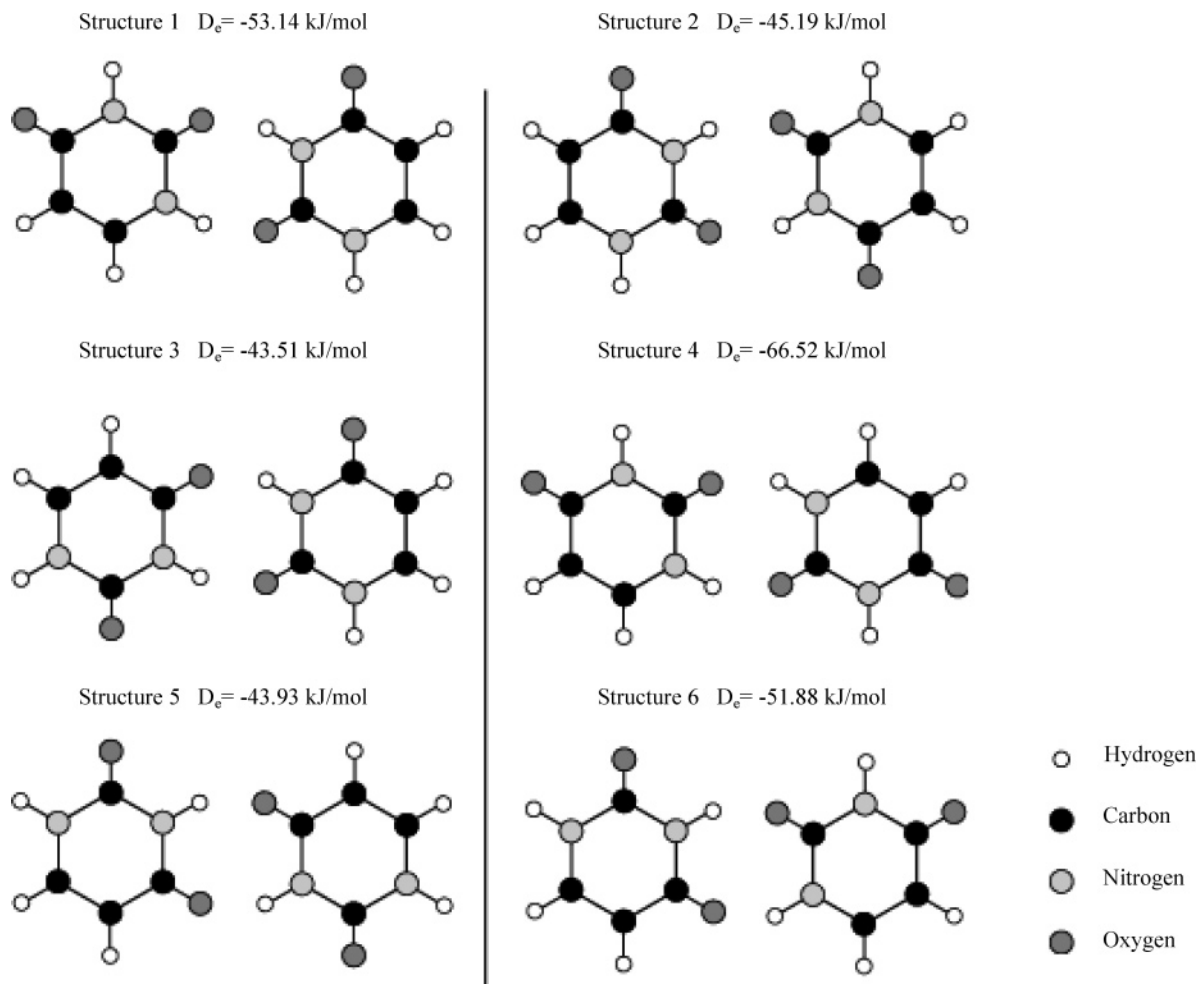 Structure 1 De= -53.14 kJ/mol
Structure 2 De= -45.19 kJ/mol
Structure 3 De= -43.51 kJ/mol
Structure 4 De= -66.52 kJ/mol
Structure 5 De= -43.93 kJ/mol
Structure 6 De= -51.88 kJ/mol
Hydrogen
Carbon
Nitrogen
Oxygen